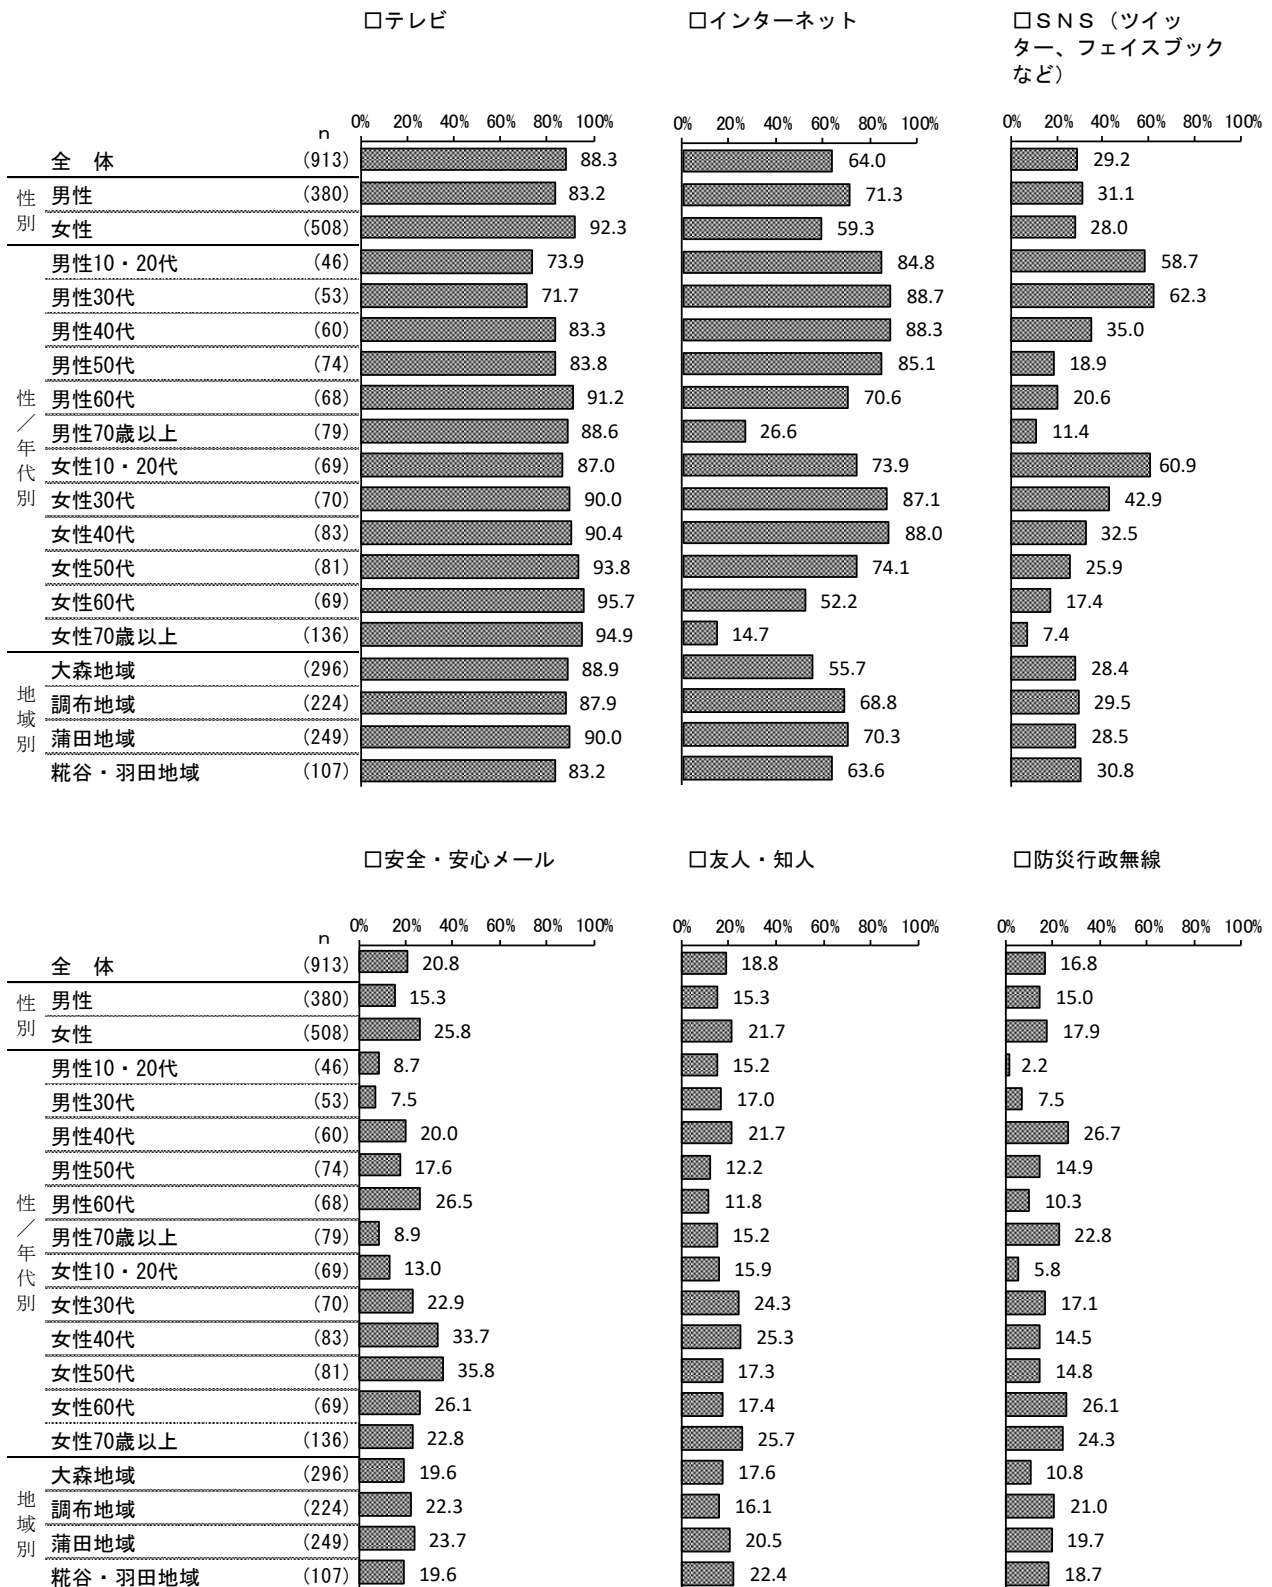 □テレビ □インターネット □ＳＮＳ（ツイッ
ター、フェイスブック
など）
0% 20% 40% 60% 80% 100% 0% 20% 40% 60% 80% 100% 0% 20% 40% 60% 80% 100%
n
全 体 (913) 88.3 64.0 29.2
性別
男性 (380) 83.2 71.3 31.1
女性 (508) 92.3 59.3 28.0
性／年代別
男性10・20代 (46) 73.9 84.8 58.7
男性30代 (53) 71.7 88.7 62.3
男性40代 (60) 83.3 88.3 35.0
男性50代 (74) 83.8 85.1 18.9
男性60代 (68) 91.2 70.6 20.6
男性70歳以上 (79) 88.6 26.6 11.4
女性10・20代 (69) 87.0 73.9 60.9
女性30代 (70) 90.0 87.1 42.9
女性40代 (83) 90.4 88.0 32.5
女性50代 (81) 93.8 74.1 25.9
女性60代 (69) 95.7 52.2 17.4
女性70歳以上 (136) 94.9 14.7 7.4
地域別
大森地域 (296) 88.9 55.7 28.4
調布地域 (224) 87.9 68.8 29.5
蒲田地域 (249) 90.0 70.3 28.5
糀谷・羽田地域 (107) 83.2 63.6 30.8
□安全・安心メール □友人・知人 □防災行政無線
0% 20% 40% 60% 80% 100% 0% 20% 40% 60% 80% 100% 0% 20% 40% 60% 80% 100%
n
全 体 (913) 20.8 18.8 16.8
性別
男性 (380) 15.3 15.3 15.0
女性 (508) 25.8 21.7 17.9
性／年代別
男性10・20代 (46) 8.7 15.2 2.2
男性30代 (53) 7.5 17.0 7.5
男性40代 (60) 20.0 21.7 26.7
男性50代 (74) 17.6 12.2 14.9
男性60代 (68) 26.5 11.8 10.3
男性70歳以上 (79) 8.9 15.2 22.8
女性10・20代 (69) 13.0 15.9 5.8
女性30代 (70) 22.9 24.3 17.1
女性40代 (83) 33.7 25.3 14.5
女性50代 (81) 35.8 17.3 14.8
女性60代 (69) 26.1 17.4 26.1
女性70歳以上 (136) 22.8 25.7 24.3
地域別
大森地域 (296) 19.6 17.6 10.8
調布地域 (224) 22.3 16.1 21.0
蒲田地域 (249) 23.7 20.5 19.7
糀谷・羽田地域 (107) 19.6 22.4 18.7